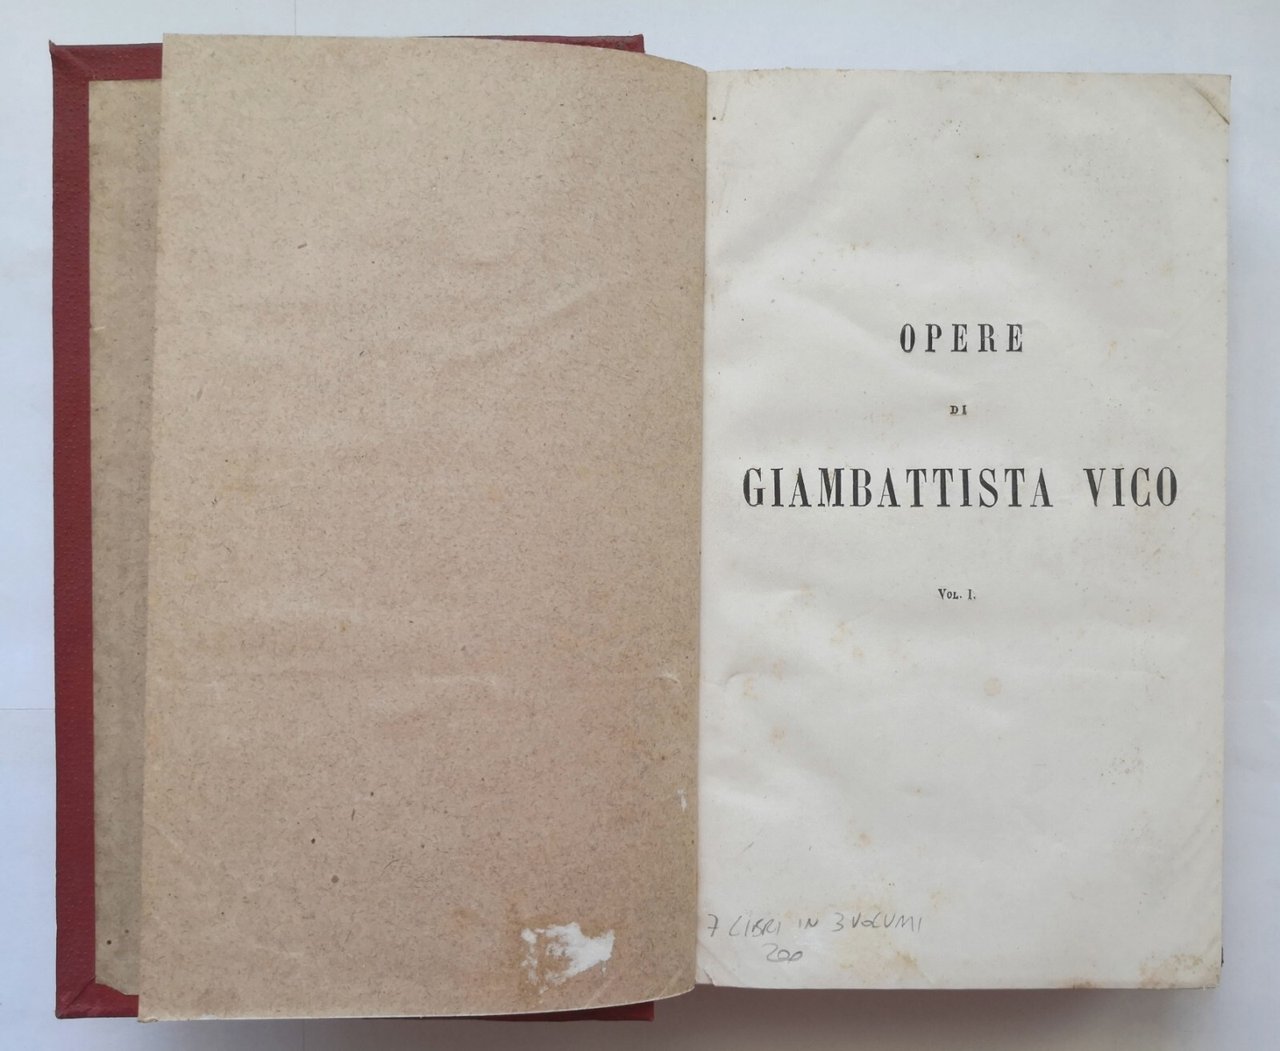 OPERE
DI
GIAMBATTISTA VICO
VOL. I.
7 LIBRI IN 3 VOLUMI
200